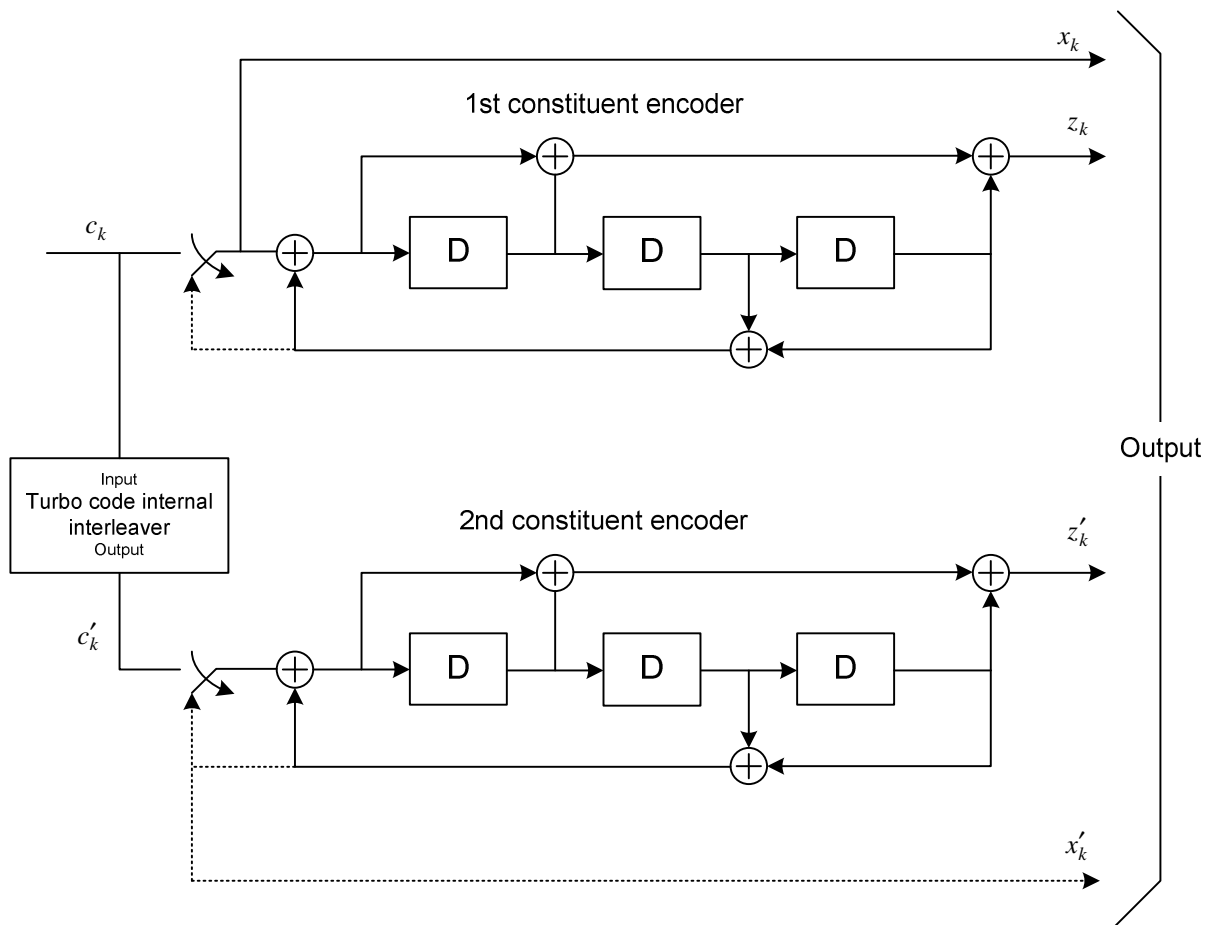 x_k
1st constituent encoder
z_k
c_k
D D D
Output
Input
Turbo code internal
interleaver
Output
2nd constituent encoder
z′_k
c′_k
D D D
x′_k